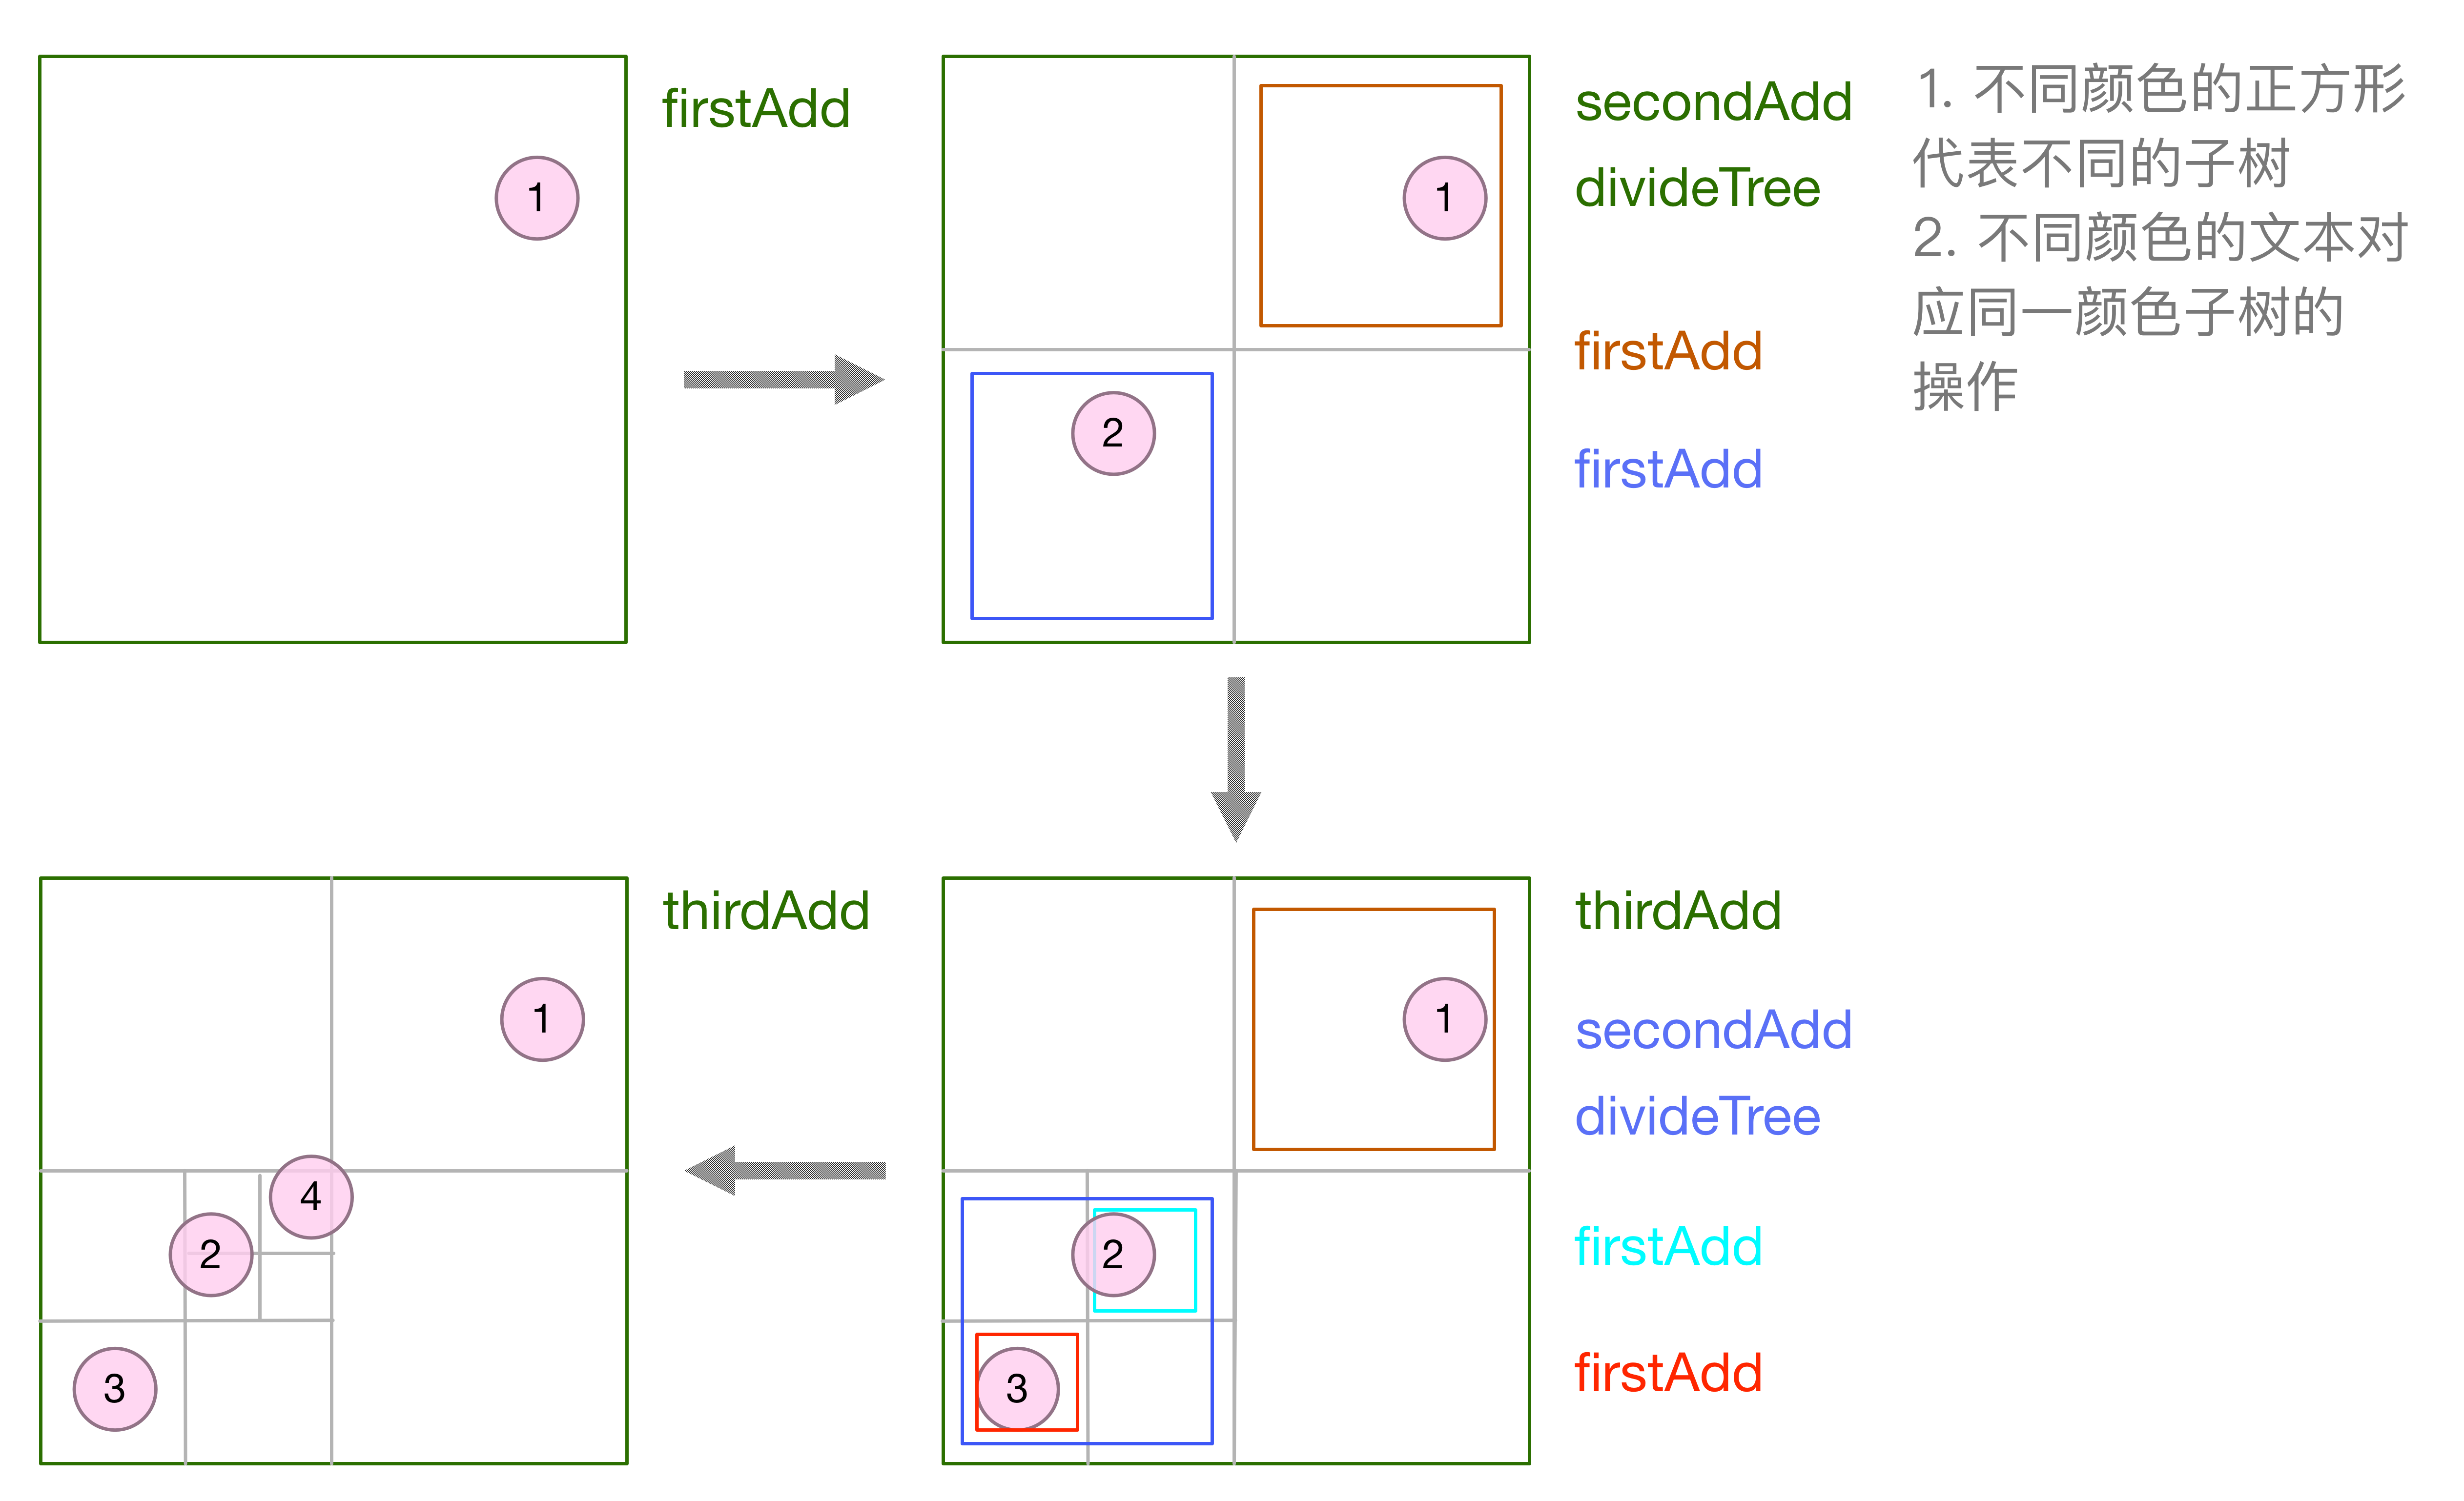 firstAdd
1
secondAdd
divideTree
1
firstAdd
firstAdd
2
1. 不同颜色的正方形
代表不同的子树
2. 不同颜色的文本对
应同一颜色子树的
操作
thirdAdd
1
4
2
3
thirdAdd
1
secondAdd
divideTree
2
firstAdd
3
firstAdd